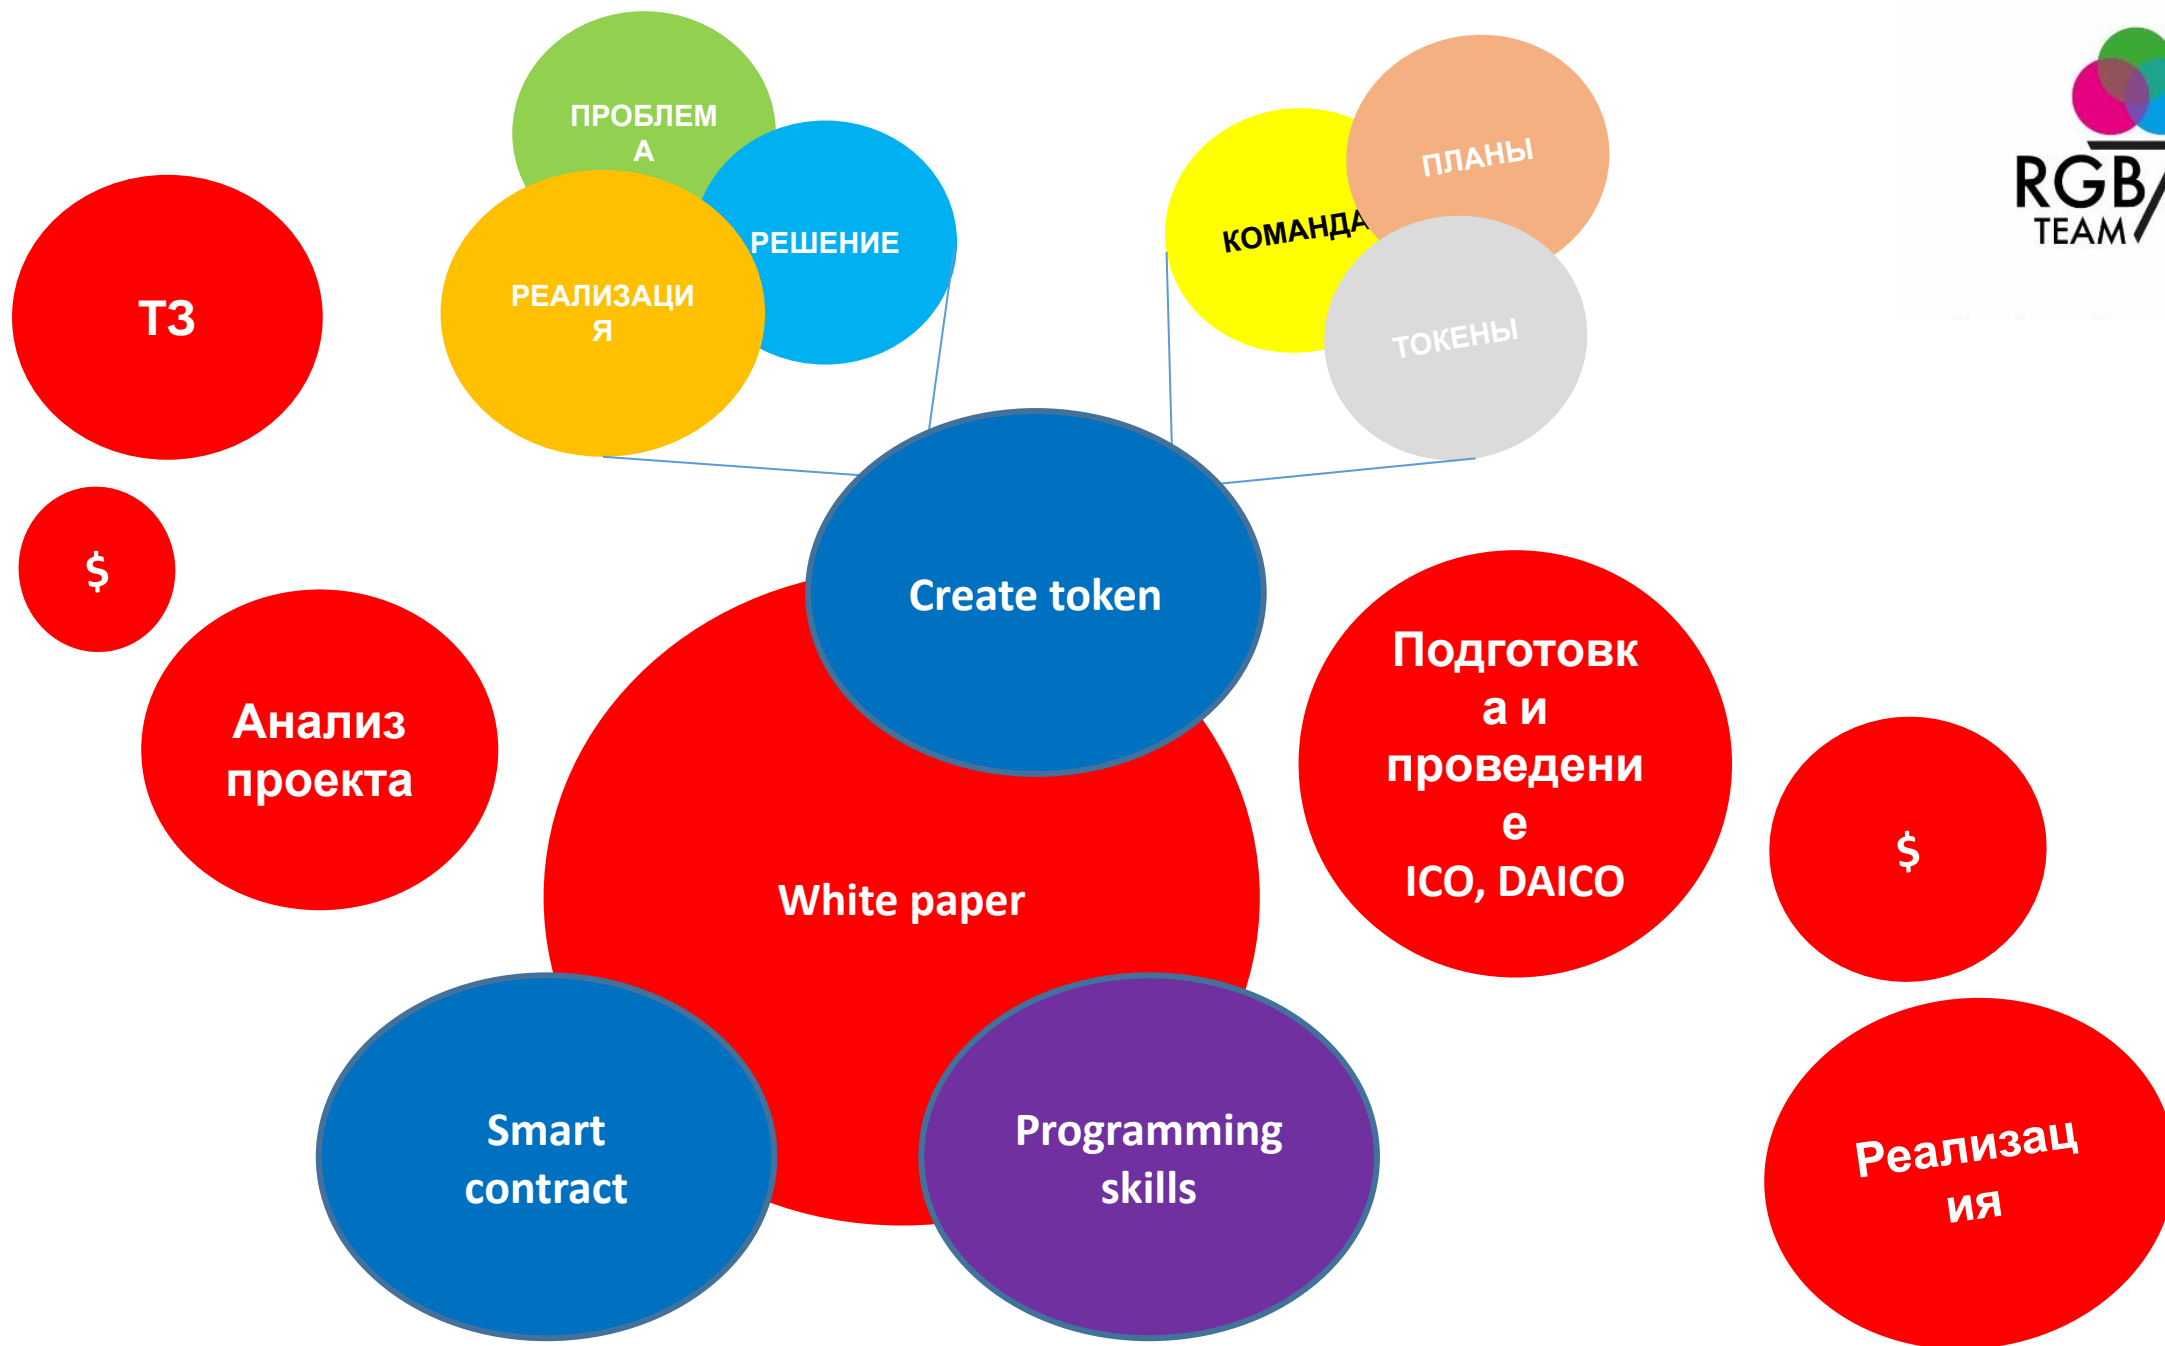 ПРОБЛЕМ
А
РЕШЕНИЕ
РЕАЛИЗАЦИ
Я
КОМАНДА
ПЛАНЫ
ТОКЕНЫ
RGB
TEAM
ТЗ
$
Анализ
проекта
Create token
White paper
Подготовк
а и
проведени
е
ICO, DAICO
$
Smart
contract
Programming
skills
Реализац
ия